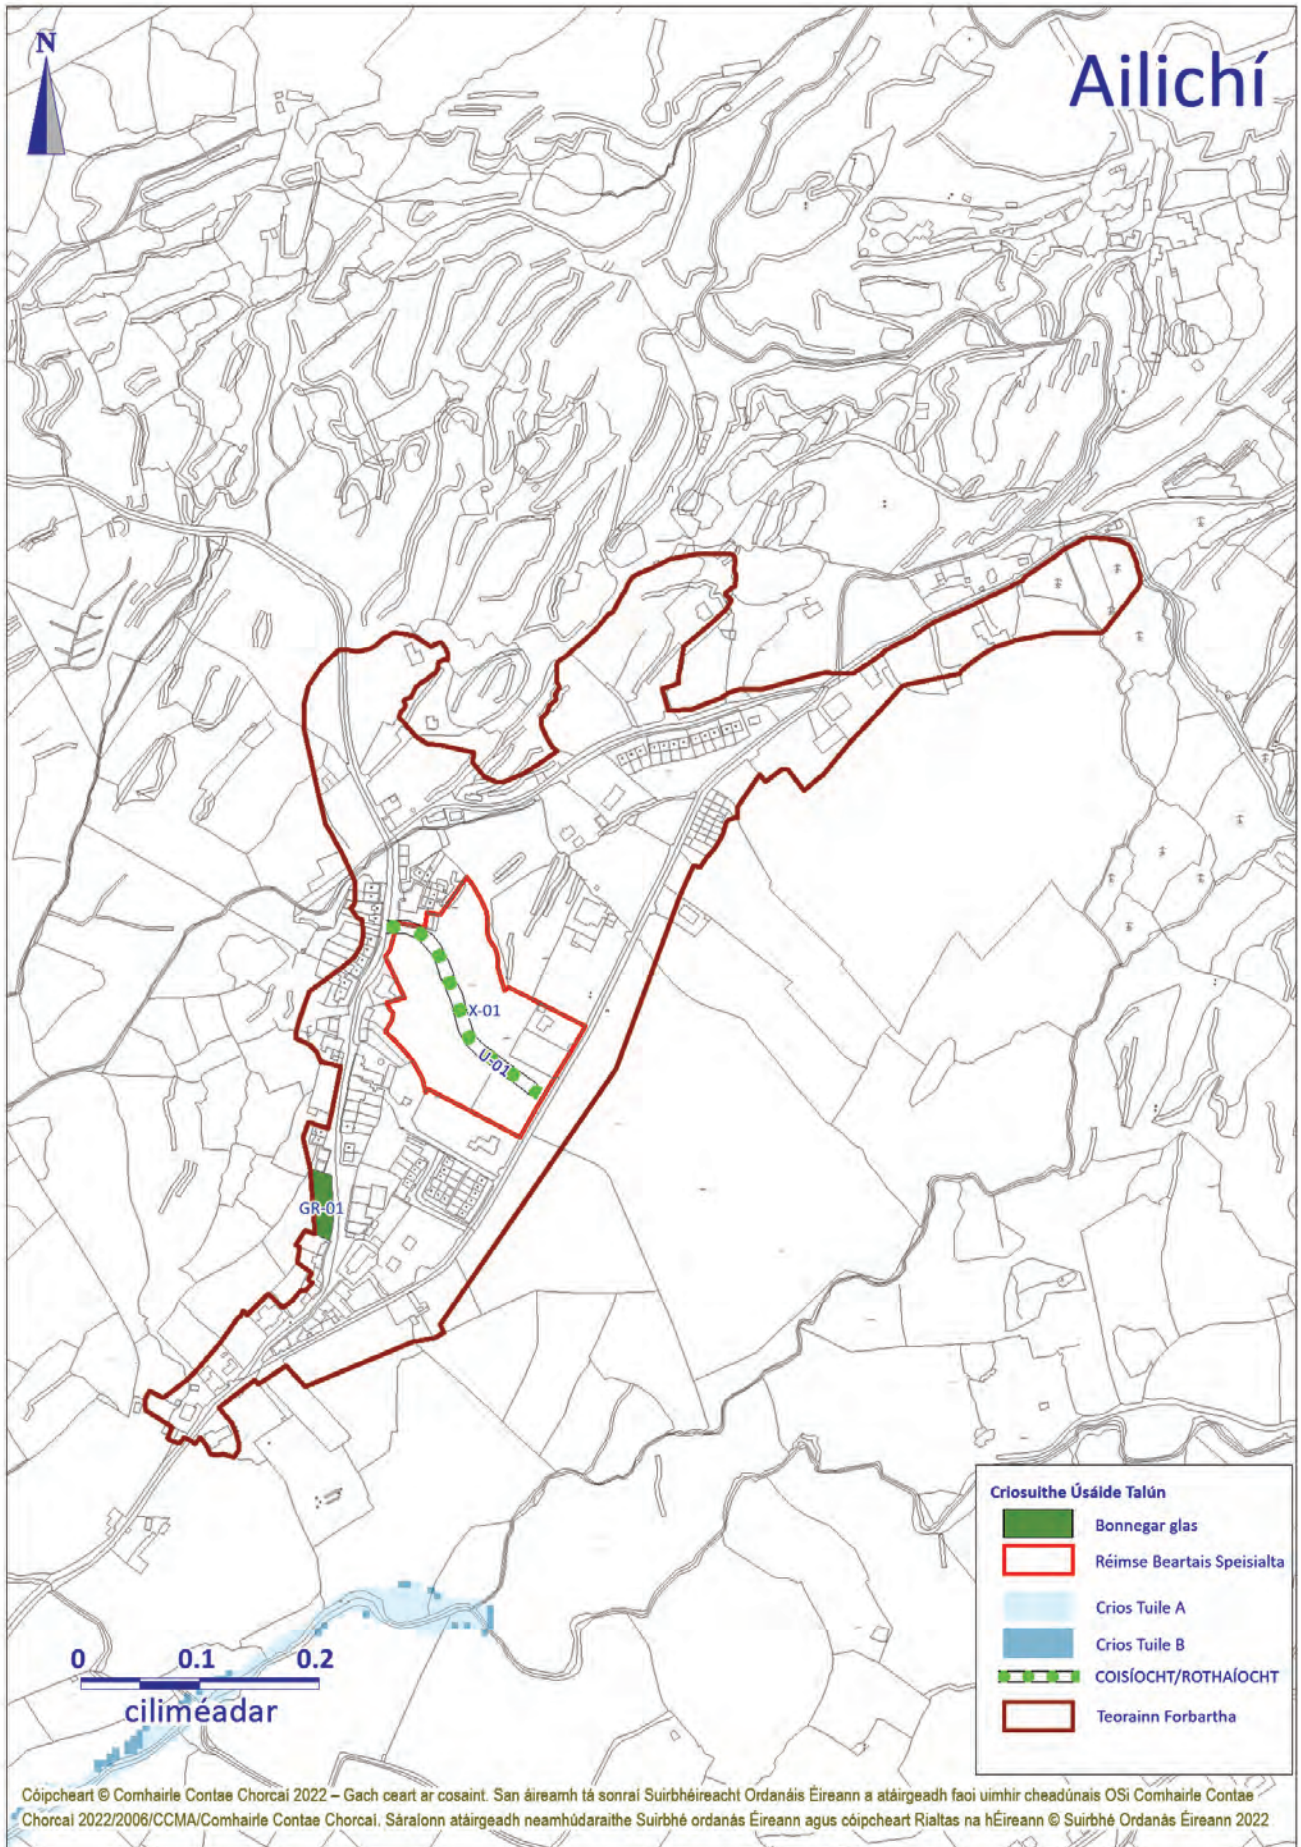 N
Ailichí
X-01
U-01
GR-01
Criosuithe Úsáide Talún
Bonnegar glas
Réimse Beartais Speisialta
Crios Tuile A
Crios Tuile B
COISÍOCHT/ROTHAÍOCHT
Teorainn Forbartha
0 0.1 0.2
ciliméadar
Cóipcheart © Comhairle Contae Chorcaí 2022 – Gach ceart ar cosaint. San áireamh tá sonraí Suirbhéireacht Ordanáis Éireann a atáirgeadh faoi uimhir cheadúnais OSi Comhairle Contae
Chorcaí 2022/2006/CCMA/Comhairle Contae Chorcaí. Sáraíonn atáirgeadh neamhúdaraithe Suirbhé ordanás Éireann agus cóipcheart Rialtas na hÉireann © Suirbhé Ordanás Éireann 2022